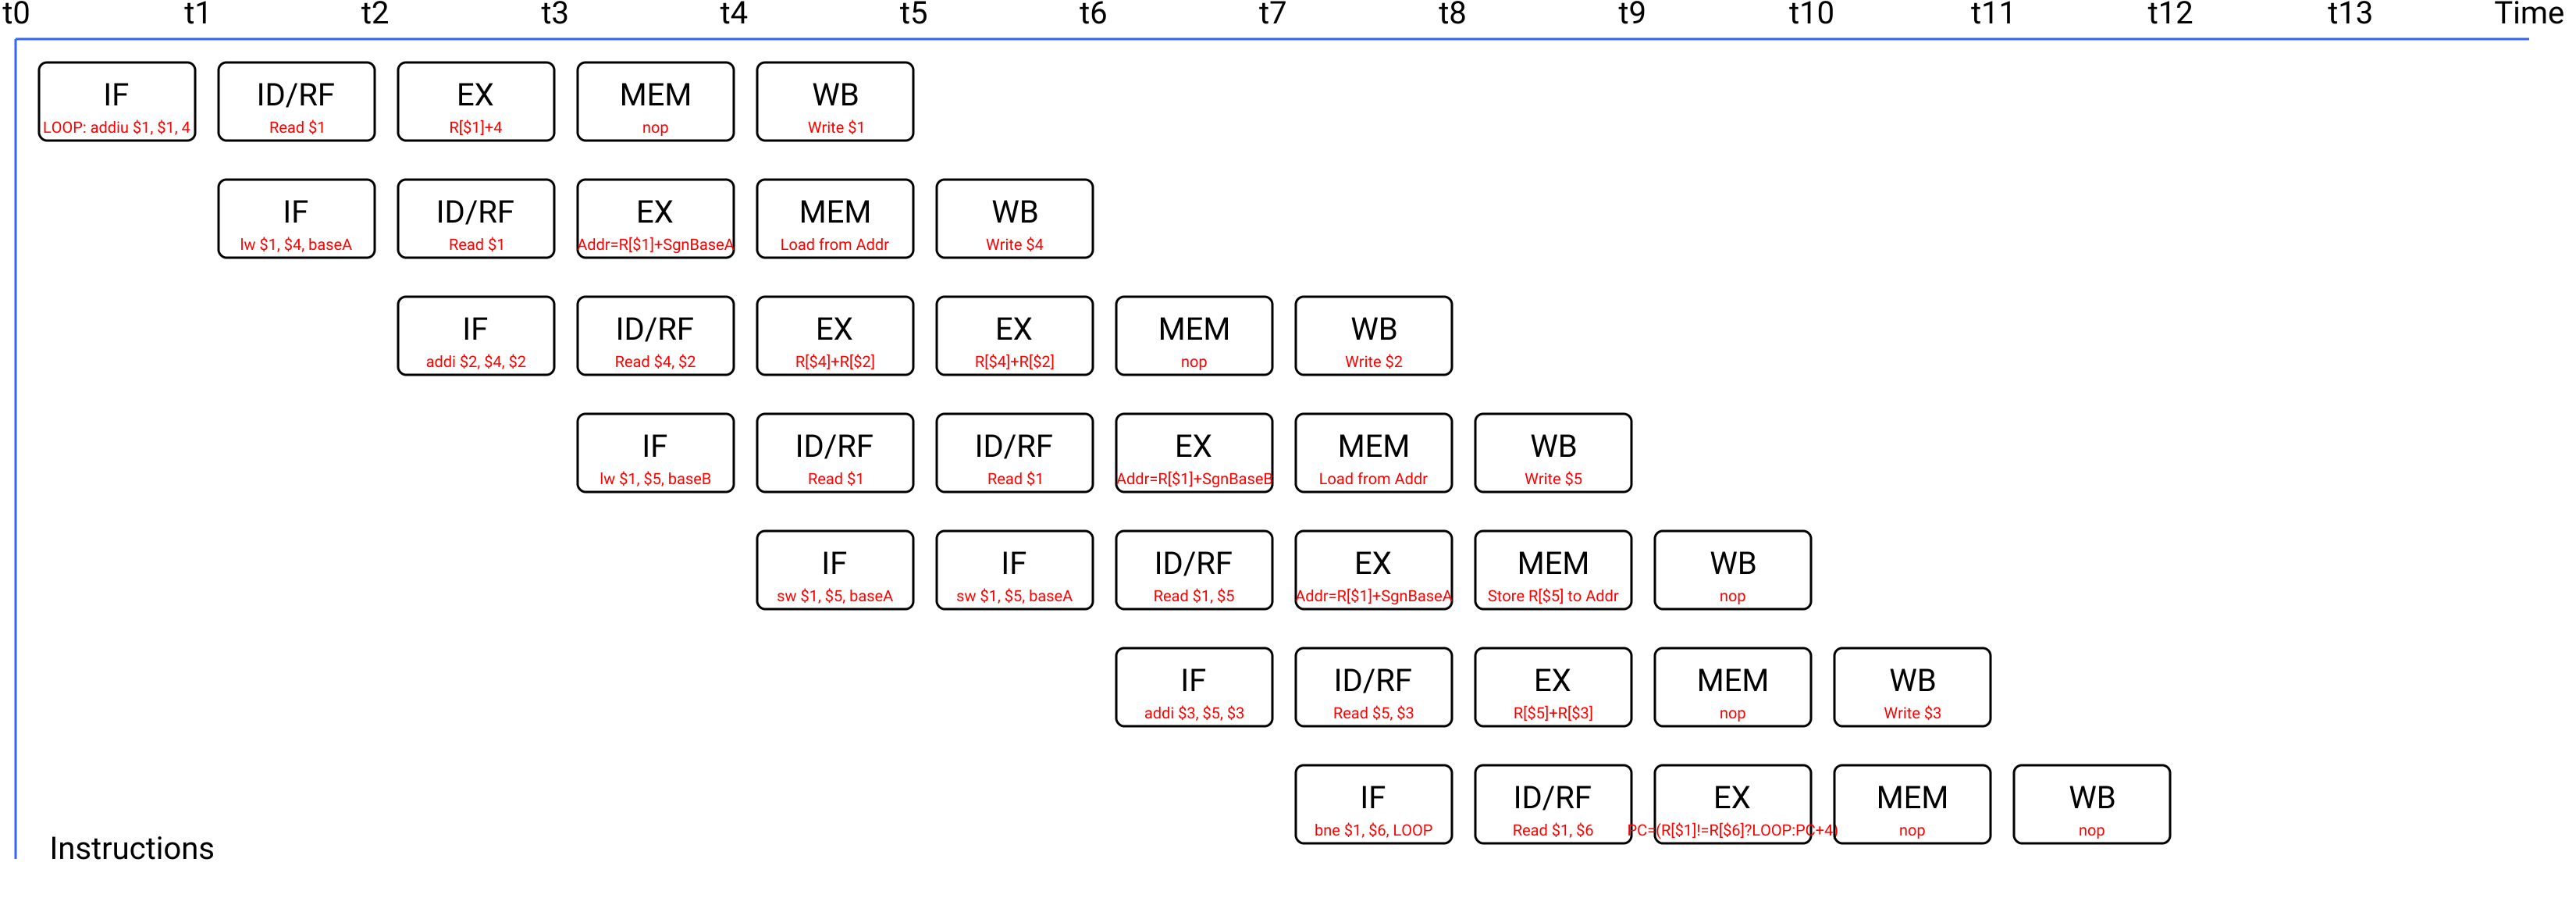 t0 t1 t2 t3 t4 t5 t6 t7 t8 t9 t10 t11 t12 t13 Time
IF ID/RF EX MEM WB
LOOP: addiu $1, $1, 4 Read $1 R[$1]+4 nop Write $1
IF ID/RF EX MEM WB
lw $1, $4, baseA Read $1 Addr=R[$1]+SgnBaseA Load from Addr Write $4
IF ID/RF EX EX MEM WB
addi $2, $4, $2 Read $4, $2 R[$4]+R[$2] R[$4]+R[$2] nop Write $2
IF ID/RF ID/RF EX MEM WB
lw $1, $5, baseB Read $1 Read $1 Addr=R[$1]+SgnBaseB Load from Addr Write $5
IF IF ID/RF EX MEM WB
sw $1, $5, baseA sw $1, $5, baseA Read $1, $5 Addr=R[$1]+SgnBaseA Store R[$5] to Addr nop
IF ID/RF EX MEM WB
addi $3, $5, $3 Read $5, $3 R[$5]+R[$3] nop Write $3
IF ID/RF EX MEM WB
bne $1, $6, LOOP Read $1, $6 PC=(R[$1]!=R[$6]?LOOP:PC+4) nop nop
Instructions